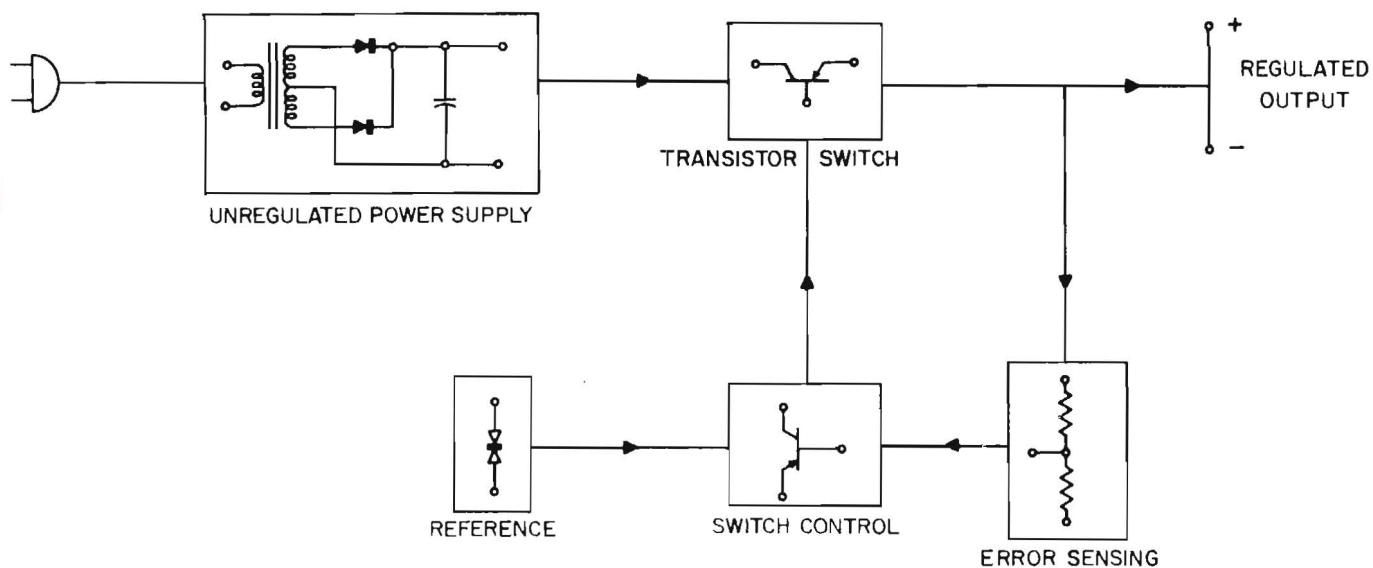 +
REGULATED
OUTPUT
−
TRANSISTOR SWITCH
UNREGULATED POWER SUPPLY
REFERENCE
SWITCH CONTROL
ERROR SENSING